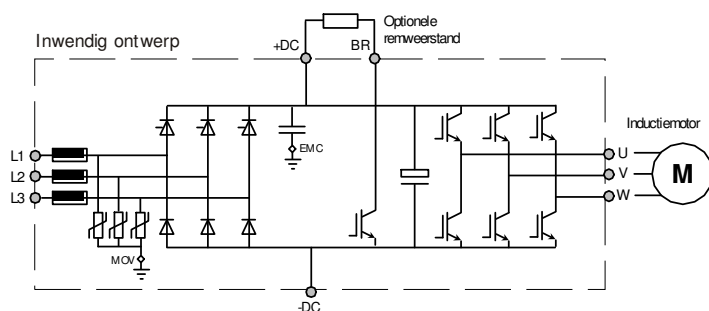 Optionele
remweerstand
+DC
BR
Inwendig ontwerp
EMC
Inductiemotor
L1
L2
L3
U
V
W
M
MOV
-DC